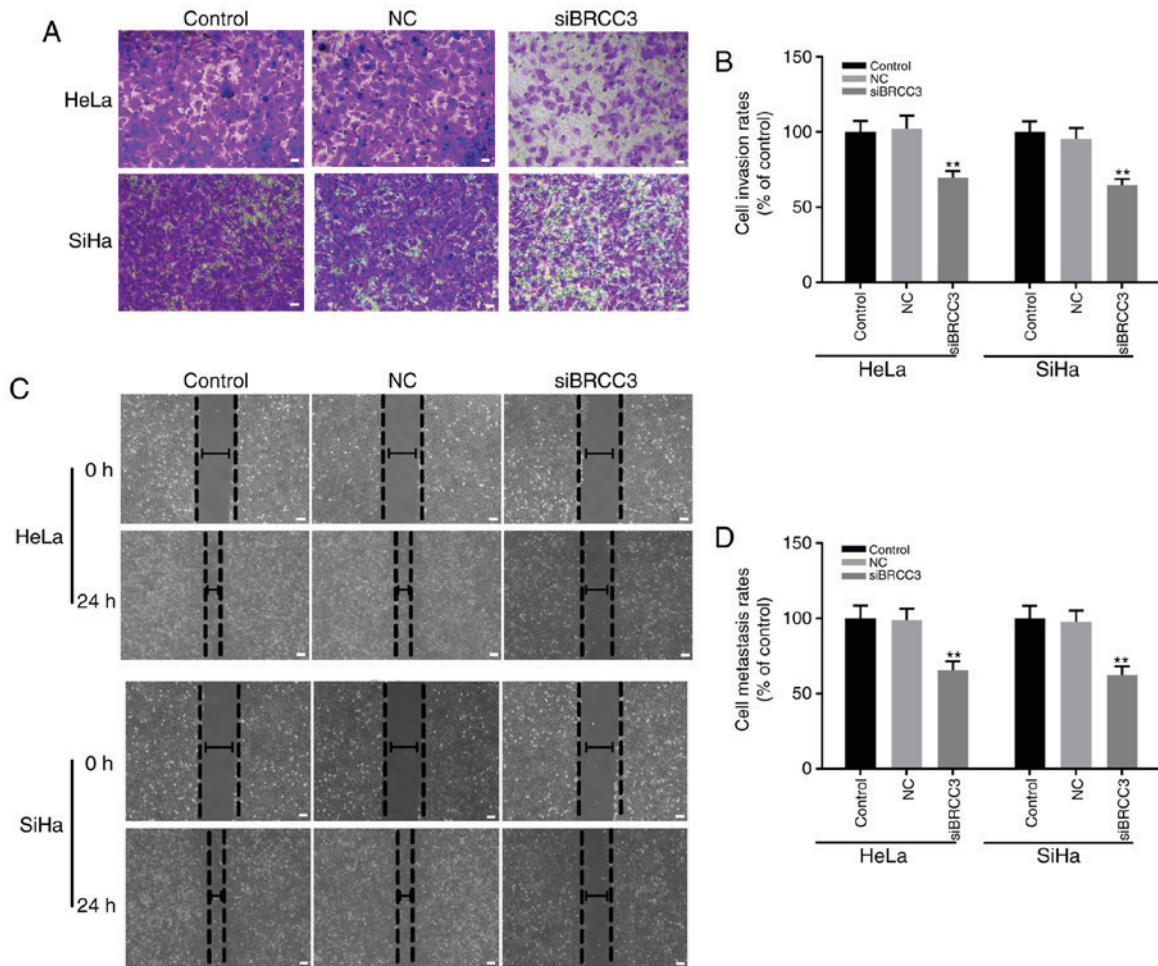 A
Control
NC
siBRCC3
HeLa
SiHa
B
150
100
50
0
Cell invasion rates
(% of control)
Control
NC
siBRCC3
**
**
Control
NC
siBRCC3
Control
NC
siBRCC3
HeLa
SiHa
C
Control
NC
siBRCC3
HeLa
0 h
24 h
SiHa
0 h
24 h
D
150
100
50
0
Cell metastasis rates
(% of control)
Control
NC
siBRCC3
**
**
Control
NC
siBRCC3
Control
NC
siBRCC3
HeLa
SiHa